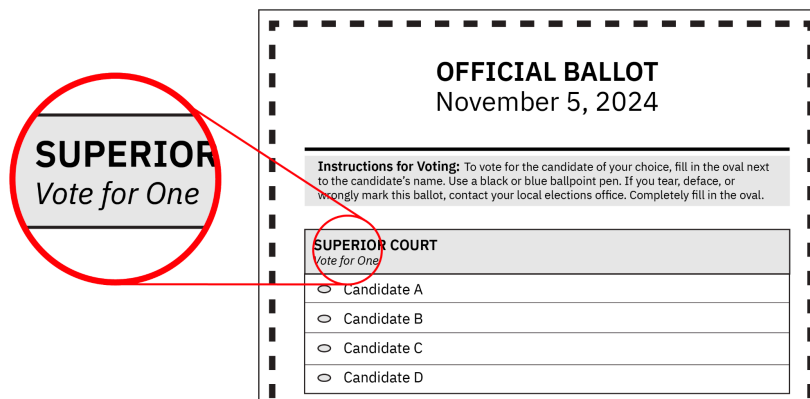 SUPERIOR
Vote for One
OFFICIAL BALLOT
November 5, 2024
Instructions for Voting: To vote for the candidate of your choice, fill in the oval next
to the candidate’s name. Use a black or blue ballpoint pen. If you tear, deface, or
wrongly mark this ballot, contact your local elections office. Completely fill in the oval.
SUPERIOR COURT
Vote for One
Candidate A
Candidate B
Candidate C
Candidate D